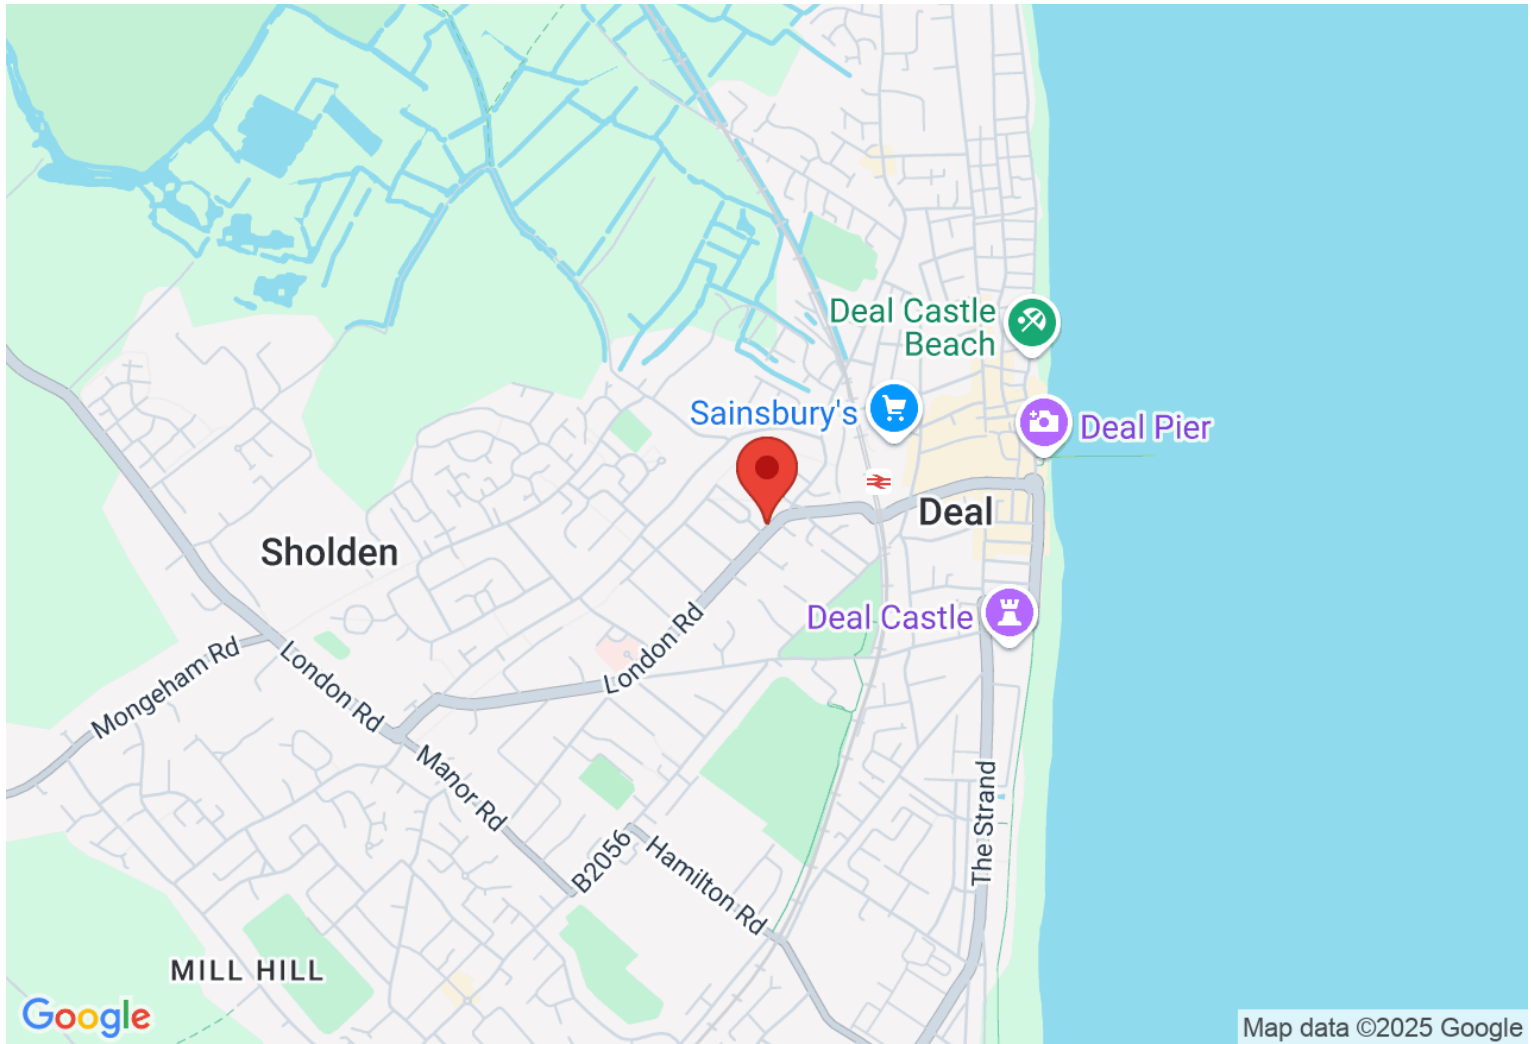 Deal Castle
Beach
Sainsbury's
Deal Pier
Deal
Sholden
Deal Castle
London Rd
Mongeham Rd
London Rd
Manor Rd
The Strand
B2056
Hamilton Rd
MILL HILL
Google
Map data ©2025 Google